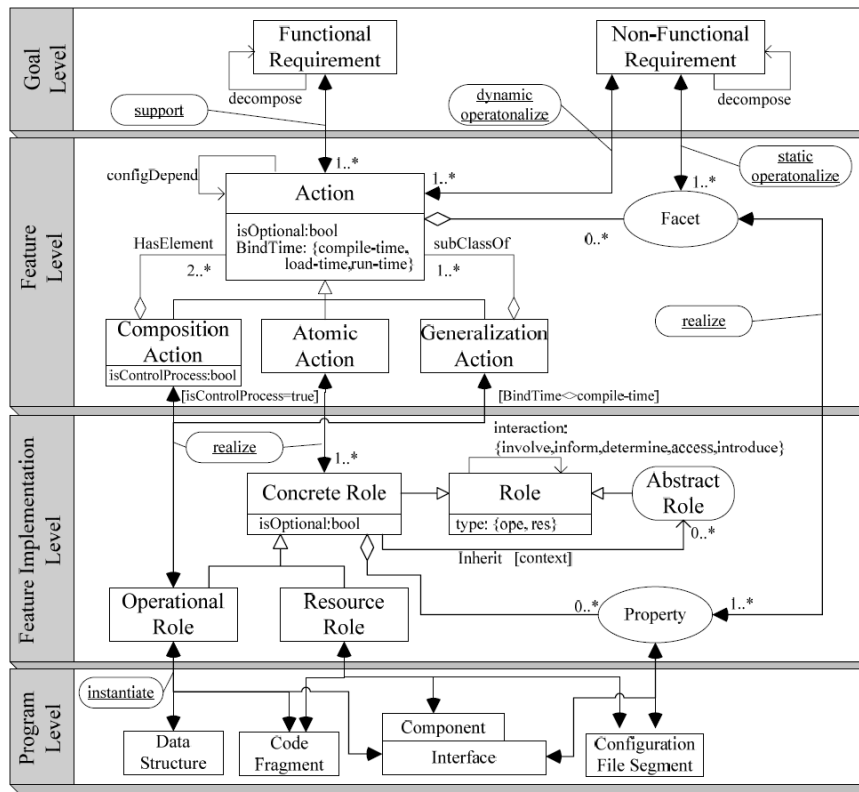 Goal
Level
Functional
Requirement
decompose
Non-Functional
Requirement
decompose
support
dynamic
operatonalize
static
operatonalize
Feature
Level
configDepend
1..*
1..*
1..*
Action
isOptional:bool
BindTime: {compile-time,
load-time,run-time}
Facet
0..*
HasElement
2..*
subClassOf
1..*
Composition
Action
isControlProcess:bool
Atomic
Action
Generalization
Action
realize
[isControlProcess=true]
[BindTime<>compile-time]
Feature Implementation
Level
realize
1..*
interaction:
{involve,inform,determine,access,introduce}
Concrete Role
isOptional:bool
Role
type: {ope, res}
Abstract
Role
0..*
Inherit [context]
Operational
Role
Resource
Role
0..*
Property
1..*
Program
Level
instantiate
Data
Structure
Code
Fragment
Component
Interface
Configuration
File Segment